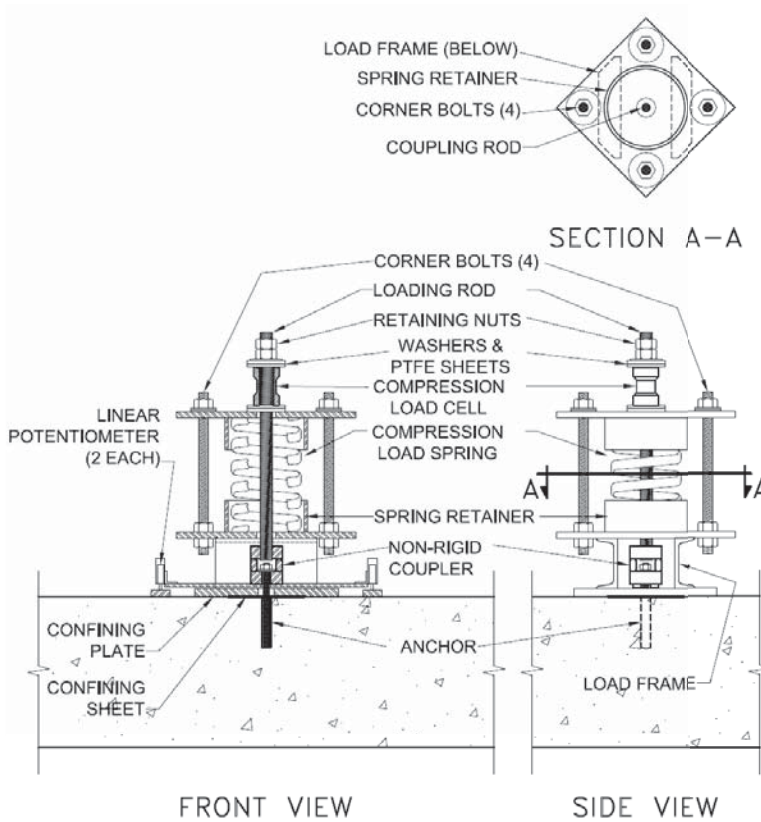 LOAD FRAME (BELOW)
SPRING RETAINER
CORNER BOLTS (4)
COUPLING ROD
SECTION A-A
CORNER BOLTS (4)
LOADING ROD
RETAINING NUTS
WASHERS &
PTFE SHEETS
COMPRESSION
LOAD CELL
LINEAR
POTENTIOMETER
(2 EACH)
COMPRESSION
LOAD SPRING
A
A
SPRING RETAINER
NON-RIGID
COUPLER
CONFINING
PLATE
ANCHOR
CONFINING
SHEET
LOAD FRAME
FRONT VIEW
SIDE VIEW